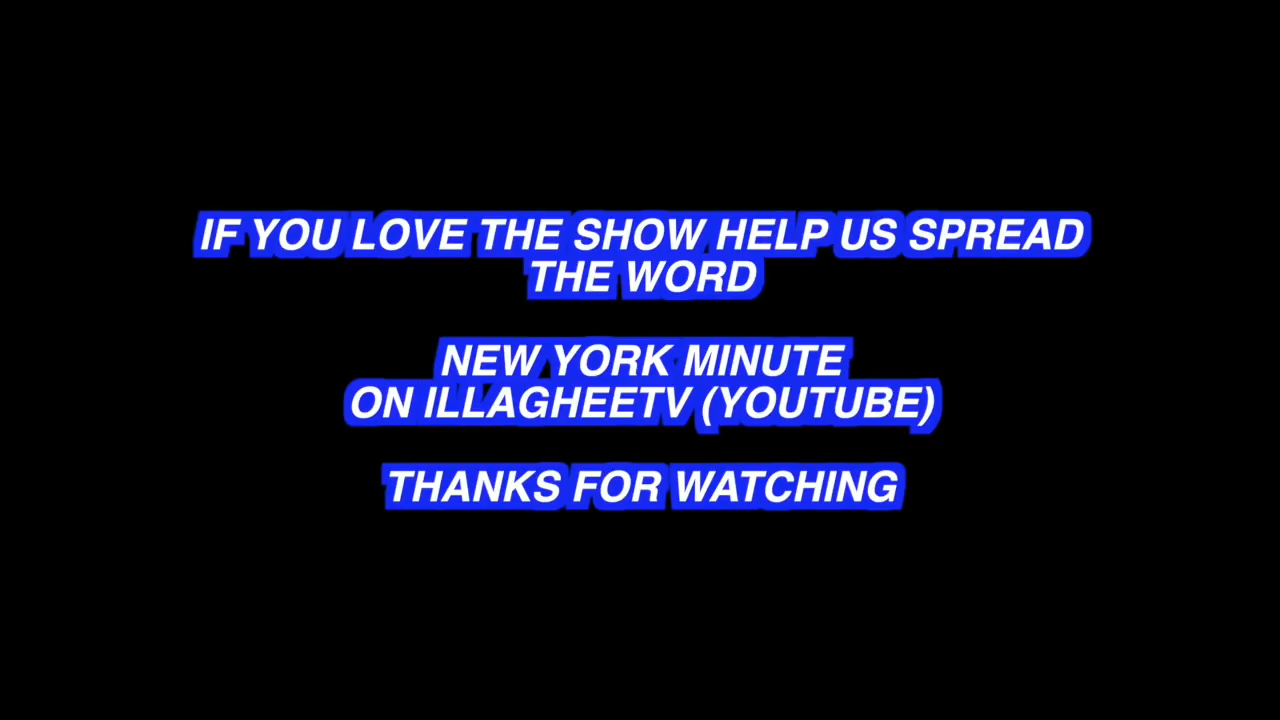 IF YOU LOVE THE SHOW HELP US SPREAD
THE WORD
NEW YORK MINUTE
ON ILLAGHEETV (YOUTUBE)
THANKS FOR WATCHING